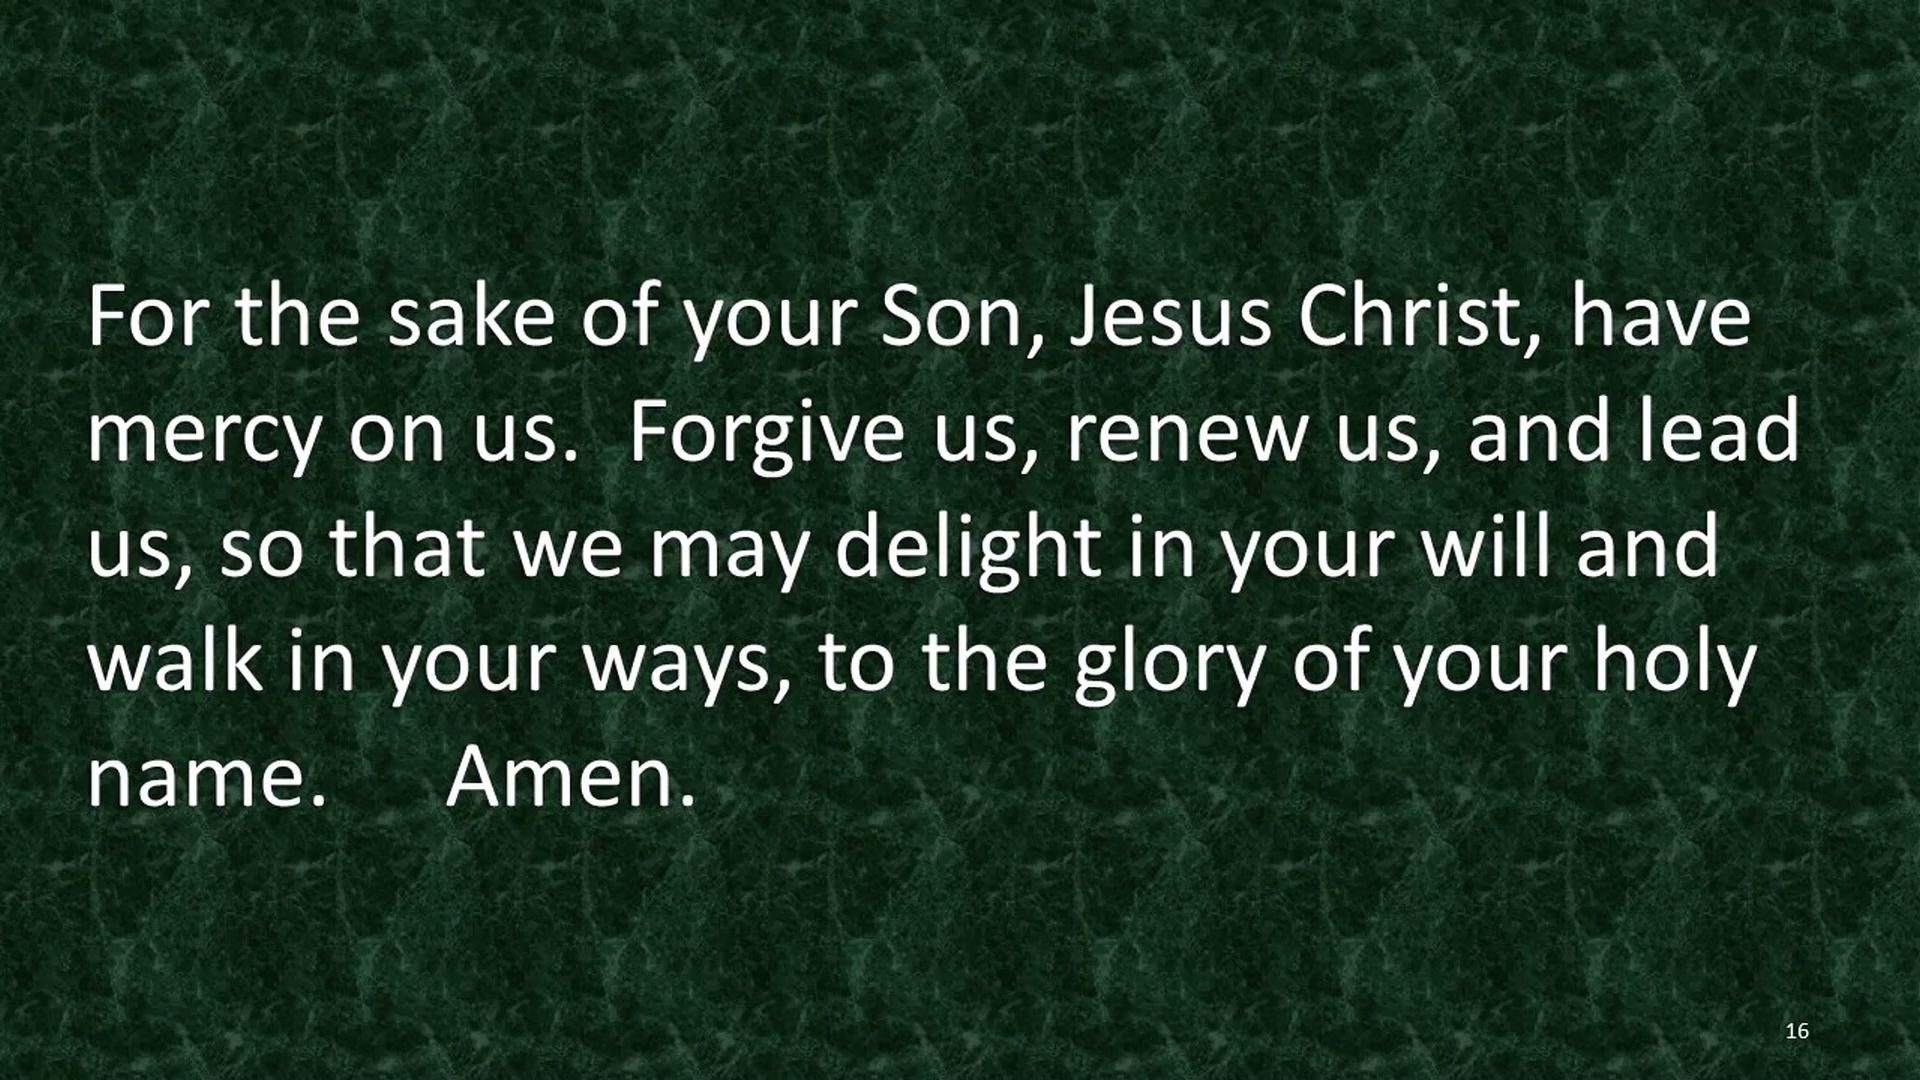 For the sake of your Son, Jesus Christ, have
mercy on us.  Forgive us, renew us, and lead
us, so that we may delight in your will and
walk in your ways, to the glory of your holy
name.     Amen.
16